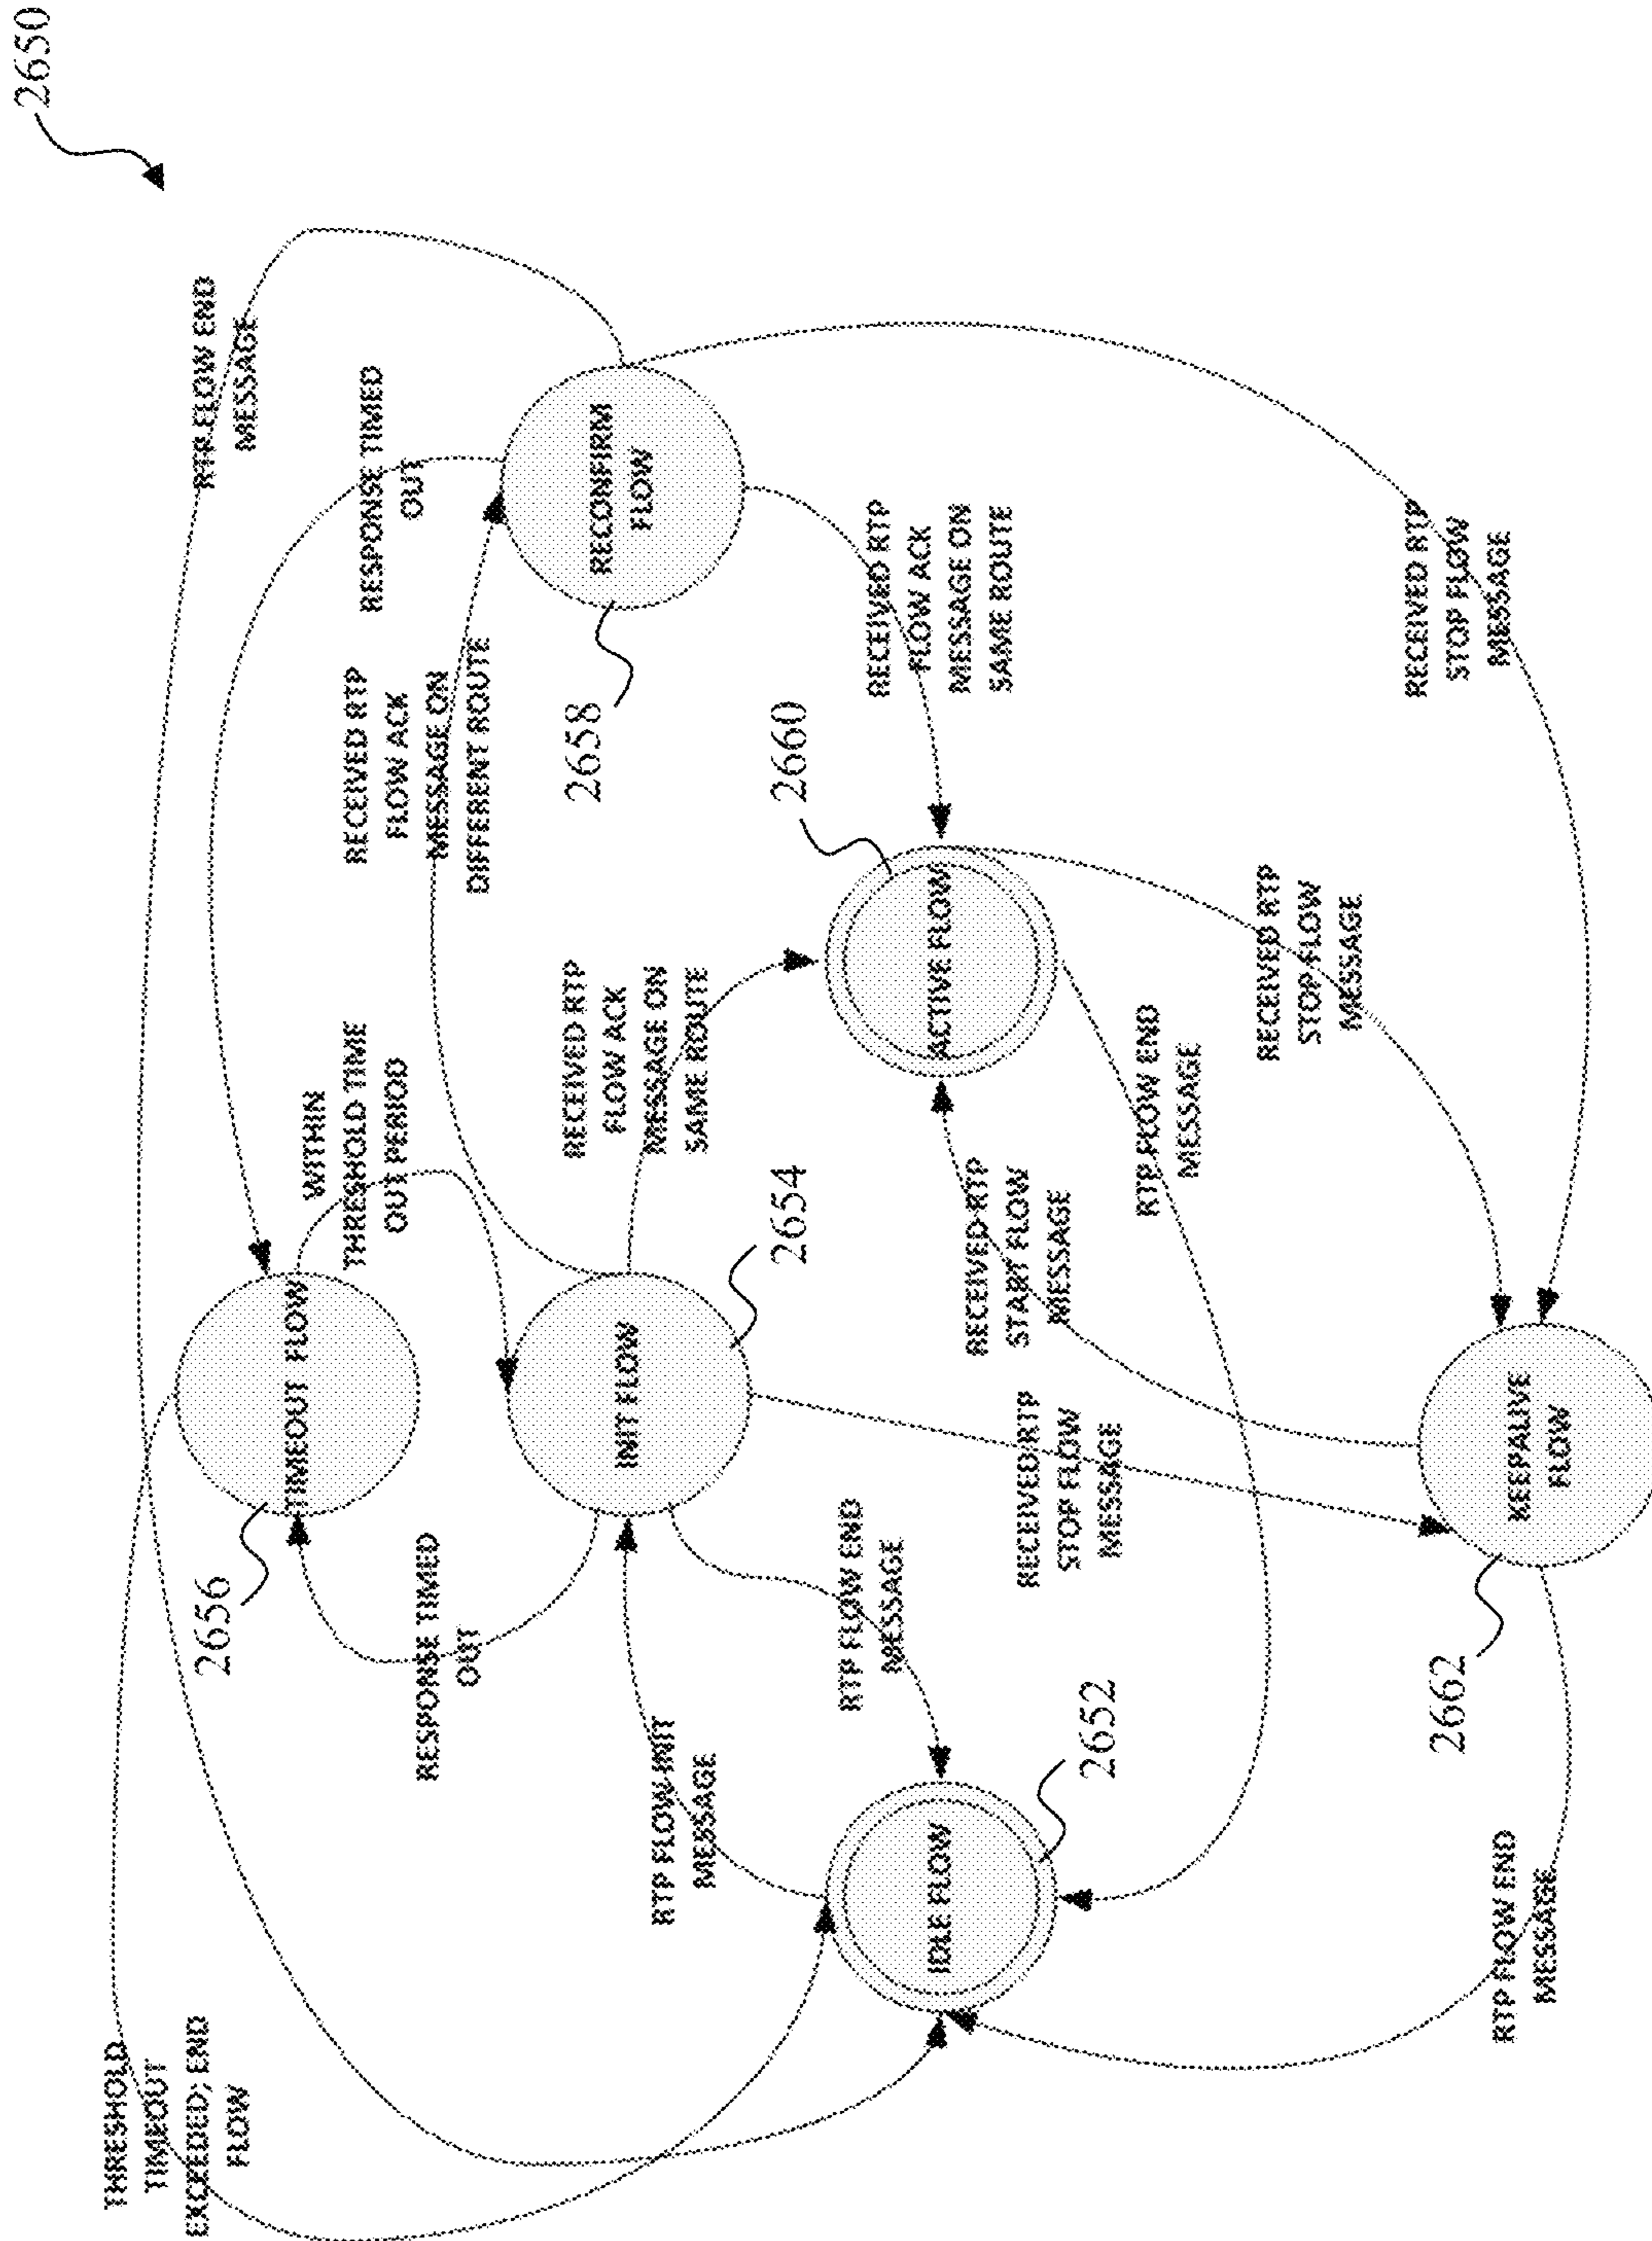 2650
RTP FLOW END
MESSAGE
RESPONSE TIMED
OUT
RECEIVED RTP
FLOW ACK
MESSAGE ON
DIFFERENT ROUTE
RECONFIRM
FLOW
2658
WITHIN
THRESHOLD TIME
OUT PERIOD
TIMEOUT FLOW
2656
THRESHOLD
TIMEOUT
EXCEEDED; END
FLOW
RESPONSE TIMED
OUT
INIT FLOW
2654
RECEIVED RTP
FLOW ACK
MESSAGE ON
SAME ROUTE
RECEIVED RTP
FLOW ACK
MESSAGE ON
SAME ROUTE
2660
ACTIVE FLOW
RTP FLOW INIT
MESSAGE
RTP FLOW END
MESSAGE
IDLE FLOW
2652
RECEIVED RTP
STOP FLOW
MESSAGE
RECEIVED RTP
START FLOW
MESSAGE
RTP FLOW END
MESSAGE
RECEIVED RTP
STOP FLOW
MESSAGE
RECEIVED RTP
STOP FLOW
MESSAGE
KEEPALIVE
FLOW
2662
RTP FLOW END
MESSAGE